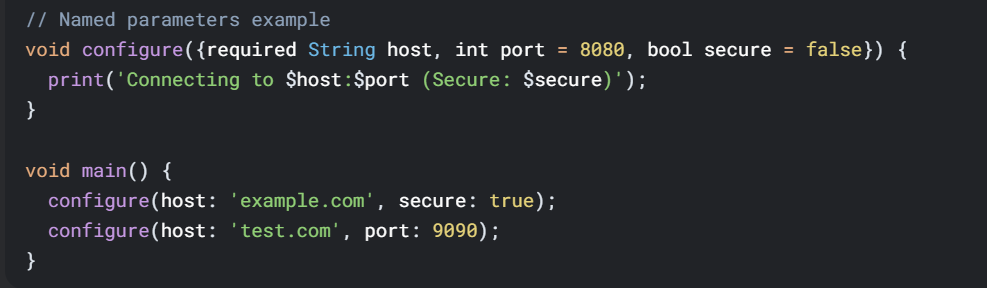 // Named parameters example
void configure({required String host, int port = 8080, bool secure = false}) {
  print('Connecting to $host:$port (Secure: $secure)');
}

void main() {
  configure(host: 'example.com', secure: true);
  configure(host: 'test.com', port: 9090);
}